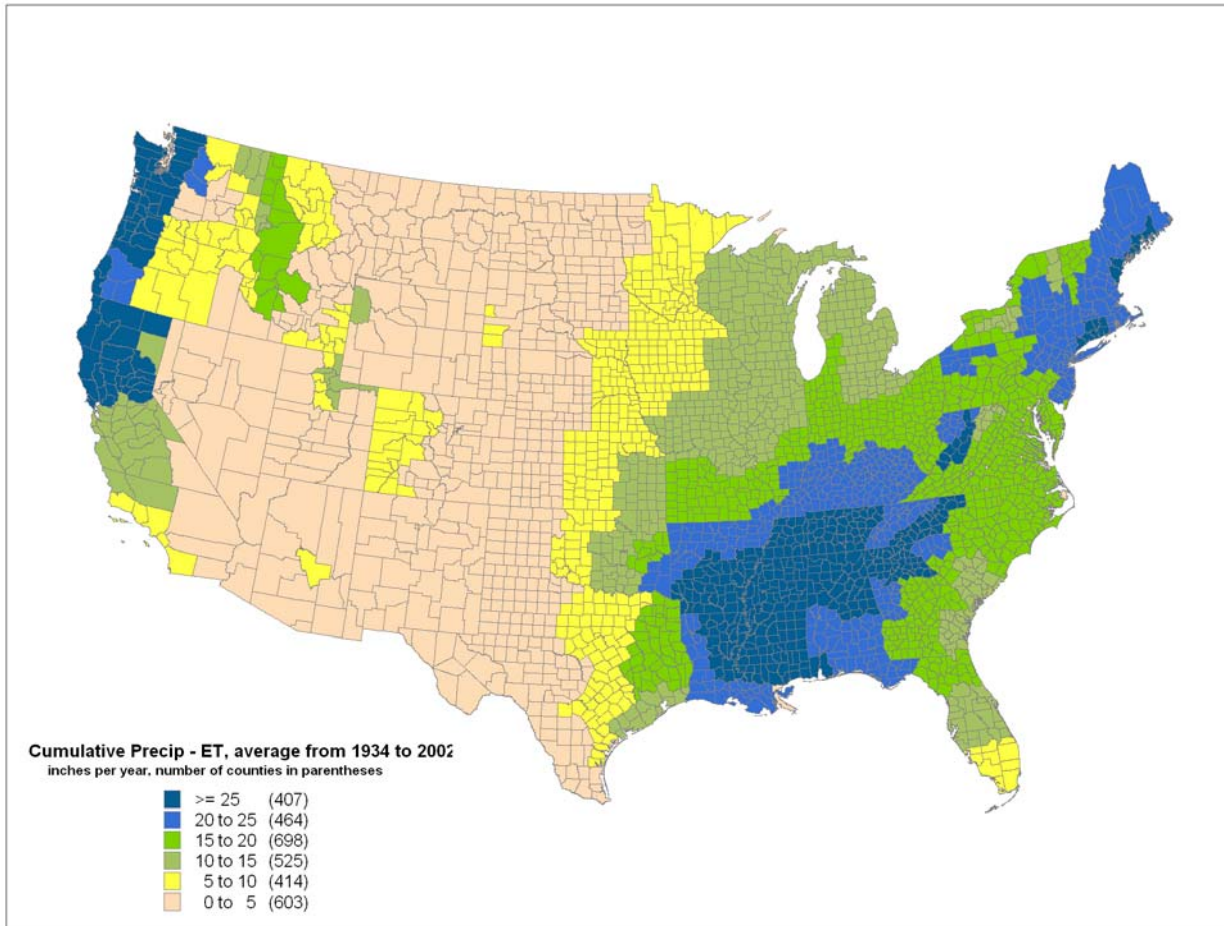 Cumulative Precip - ET, average from 1934 to 2002
inches per year, number of counties in parentheses
>= 25 (407)
20 to 25 (464)
15 to 20 (698)
10 to 15 (525)
5 to 10 (414)
0 to 5 (603)